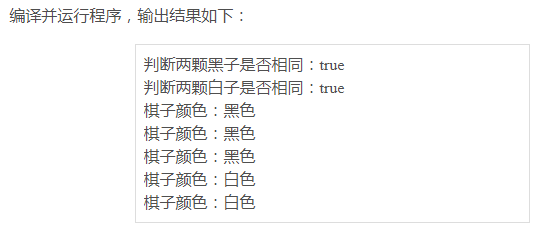 编译并运行程序，输出结果如下：
判断两颗黑子是否相同：true
判断两颗白子是否相同：true
棋子颜色：黑色
棋子颜色：黑色
棋子颜色：黑色
棋子颜色：白色
棋子颜色：白色